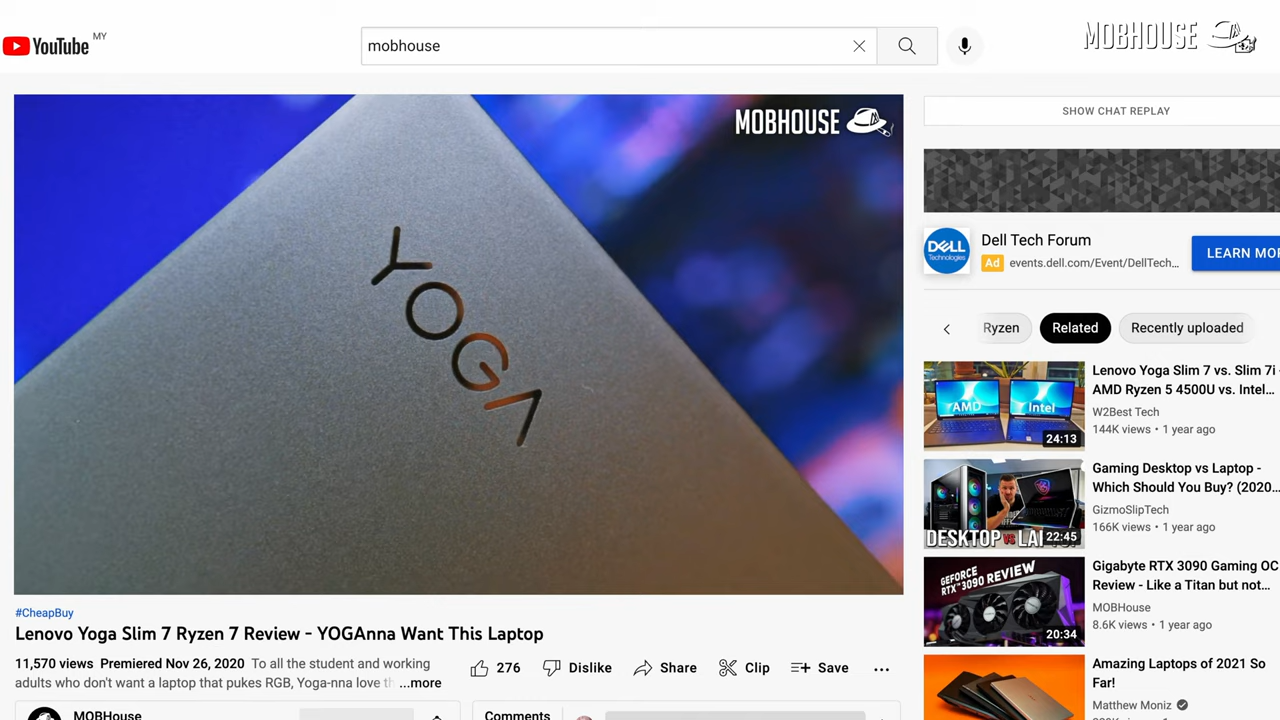 YouTube MY
mobhouse
MOBHOUSE
MOBHOUSE
YOGA
#CheapBuy
Lenovo Yoga Slim 7 Ryzen 7 Review - YOGAnna Want This Laptop
11,570 views Premiered Nov 26, 2020 To all the student and working
adults who don't want a laptop that pukes RGB, Yoga-nna love th ...more
276 Dislike Share Clip Save
MOBHouse
Comments
SHOW CHAT REPLAY
DELL
Technologies
Dell Tech Forum
Ad events.dell.com/Event/DellTech...
LEARN MOR
Ryzen Related Recently uploaded
AMD Intel
24:13
Lenovo Yoga Slim 7 vs. Slim 7i -
AMD Ryzen 5 4500U vs. Intel...
W2Best Tech
144K views • 1 year ago
DESKTOP vs LAPTOP
22:45
Gaming Desktop vs Laptop -
Which Should You Buy? (2020...
GizmoSlipTech
166K views • 1 year ago
GEFORCE
RTX 3090 REVIEW
20:34
Gigabyte RTX 3090 Gaming OC
Review - Like a Titan but not...
MOBHouse
8.6K views • 1 year ago
Amazing Laptops of 2021 So
Far!
Matthew Moniz